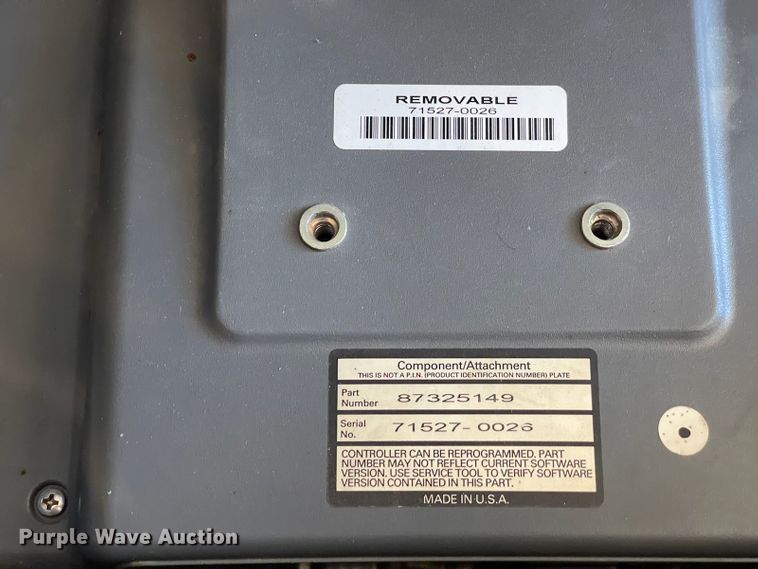 REMOVABLE
71527-0026
Component/Attachment
THIS IS NOT A P.I.N. (PRODUCT IDENTIFICATION NUMBER) PLATE
Part
Number
87325149
Serial
No.
71527-0026
CONTROLLER CAN BE REPROGRAMMED. PART
NUMBER MAY NOT REFLECT CURRENT SOFTWARE
VERSION. USE SERVICE TOOL TO VERIFY SOFTWARE
VERSION CONTAINED IN THIS PART.
MADE IN U.S.A.
Purple Wave Auction